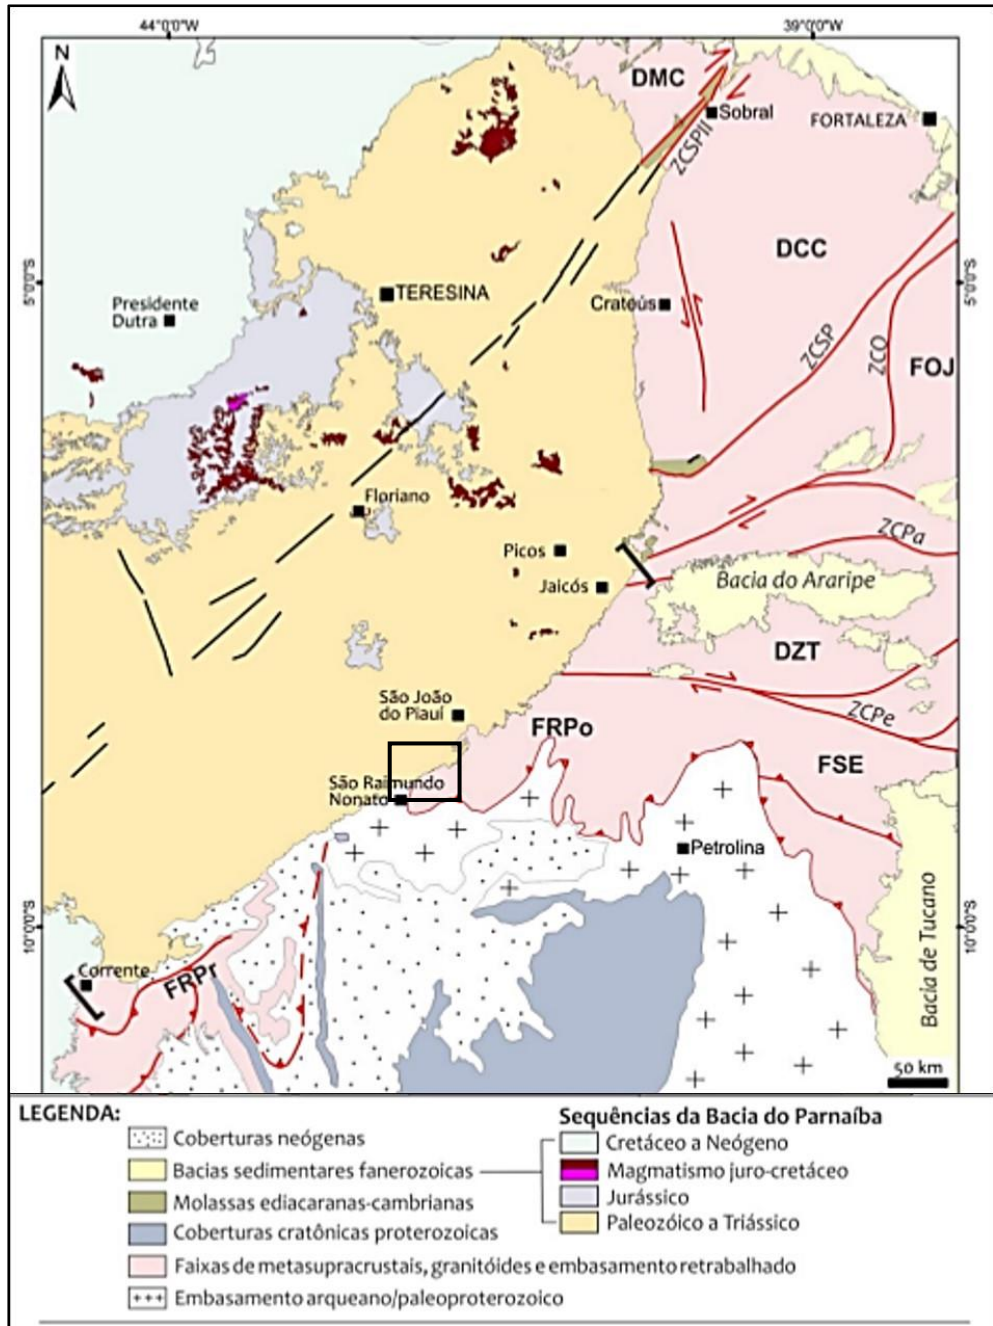 44°0'0"W
39°0'0"W
N
DMC
Sobral
FORTALEZA
ZCSPII
DCC
5°0'0"S
5°0'0"S
TERESINA
Presidente
Dutra
Crateús
ZCSP
ZCO
FOJ
Floriano
ZCPa
Picos
Bacia do Araripe
Jaicós
DZT
São João
do Piauí
ZCPe
FRPo
FSE
São Raimundo
Nonato
Petrolina
10°0'0"S
10°0'0"S
Corrente
FRPr
Bacia de Tucano
50 km
LEGENDA:
Coberturas neógenas
Bacias sedimentares fanerozoicas
Molassas ediacaranas-cambrianas
Coberturas cratônicas proterozoicas
Faixas de metasupracrustais, granitóides e embasamento retrabalhado
Embasamento arqueano/paleoproterozoico
Sequências da Bacia do Parnaíba
Cretáceo a Neógeno
Magmatismo juro-cretáceo
Jurássico
Paleozóico a Triássico